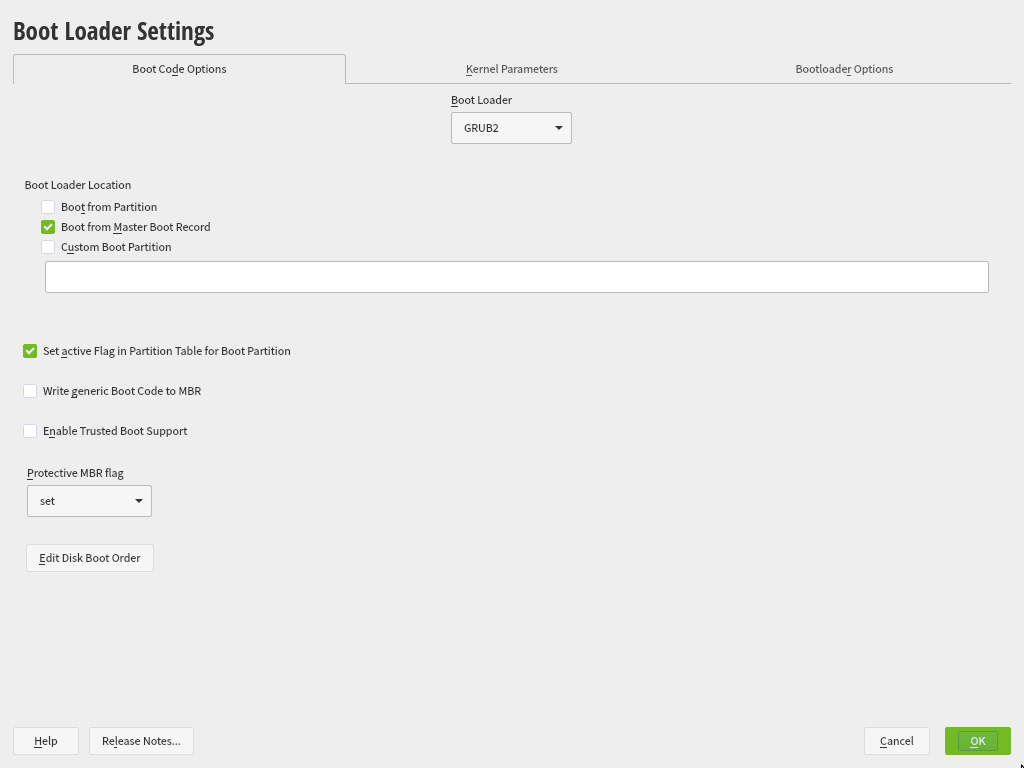 Boot Loader Settings
Boot Code Options
Kernel Parameters
Bootloader Options
Boot Loader
GRUB2
Boot Loader Location
Boot from Partition
Boot from Master Boot Record
Custom Boot Partition
Set active Flag in Partition Table for Boot Partition
Write generic Boot Code to MBR
Enable Trusted Boot Support
Protective MBR flag
set
Edit Disk Boot Order
Help
Release Notes...
Cancel
OK